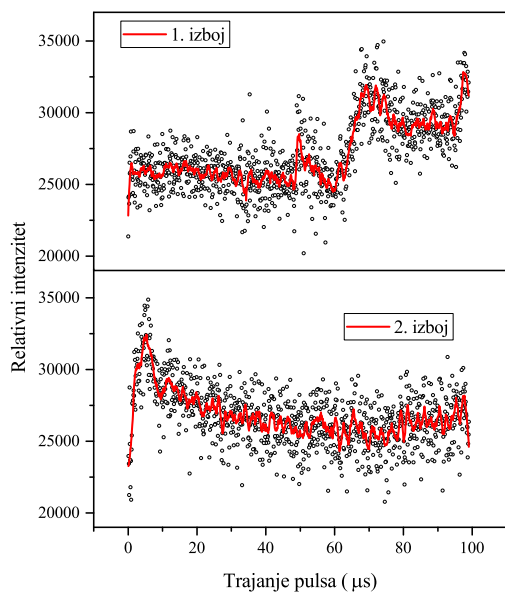 35000
1. izboj
30000
25000
20000
Relativni intenzitet
35000
2. izboj
30000
25000
20000
0 20 40 60 80 100
Trajanje pulsa ( μs)